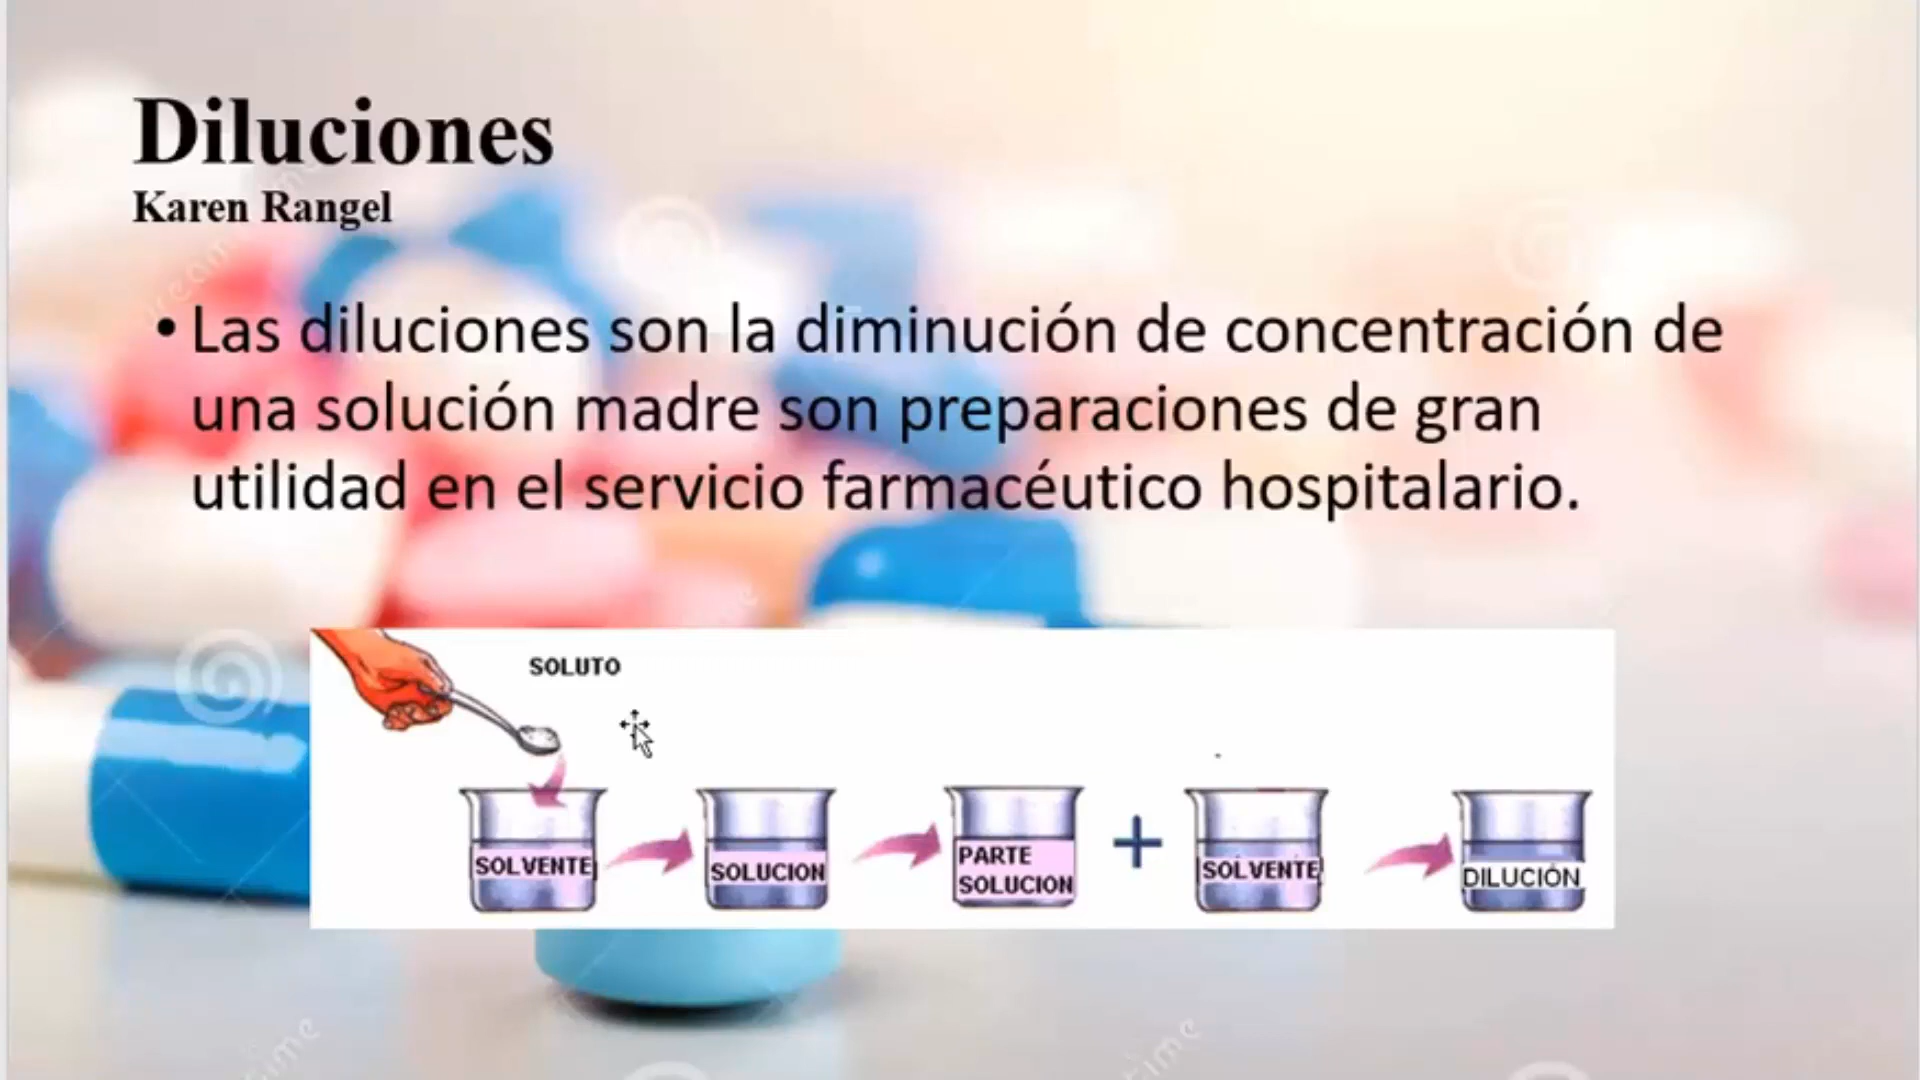 Diluciones
Karen Rangel
• Las diluciones son la diminución de concentración de
una solución madre son preparaciones de gran
utilidad en el servicio farmacéutico hospitalario.
SOLUTO
SOLVENTE
SOLUCION
PARTE
SOLUCION
+
SOLVENTE
DILUCIÓN